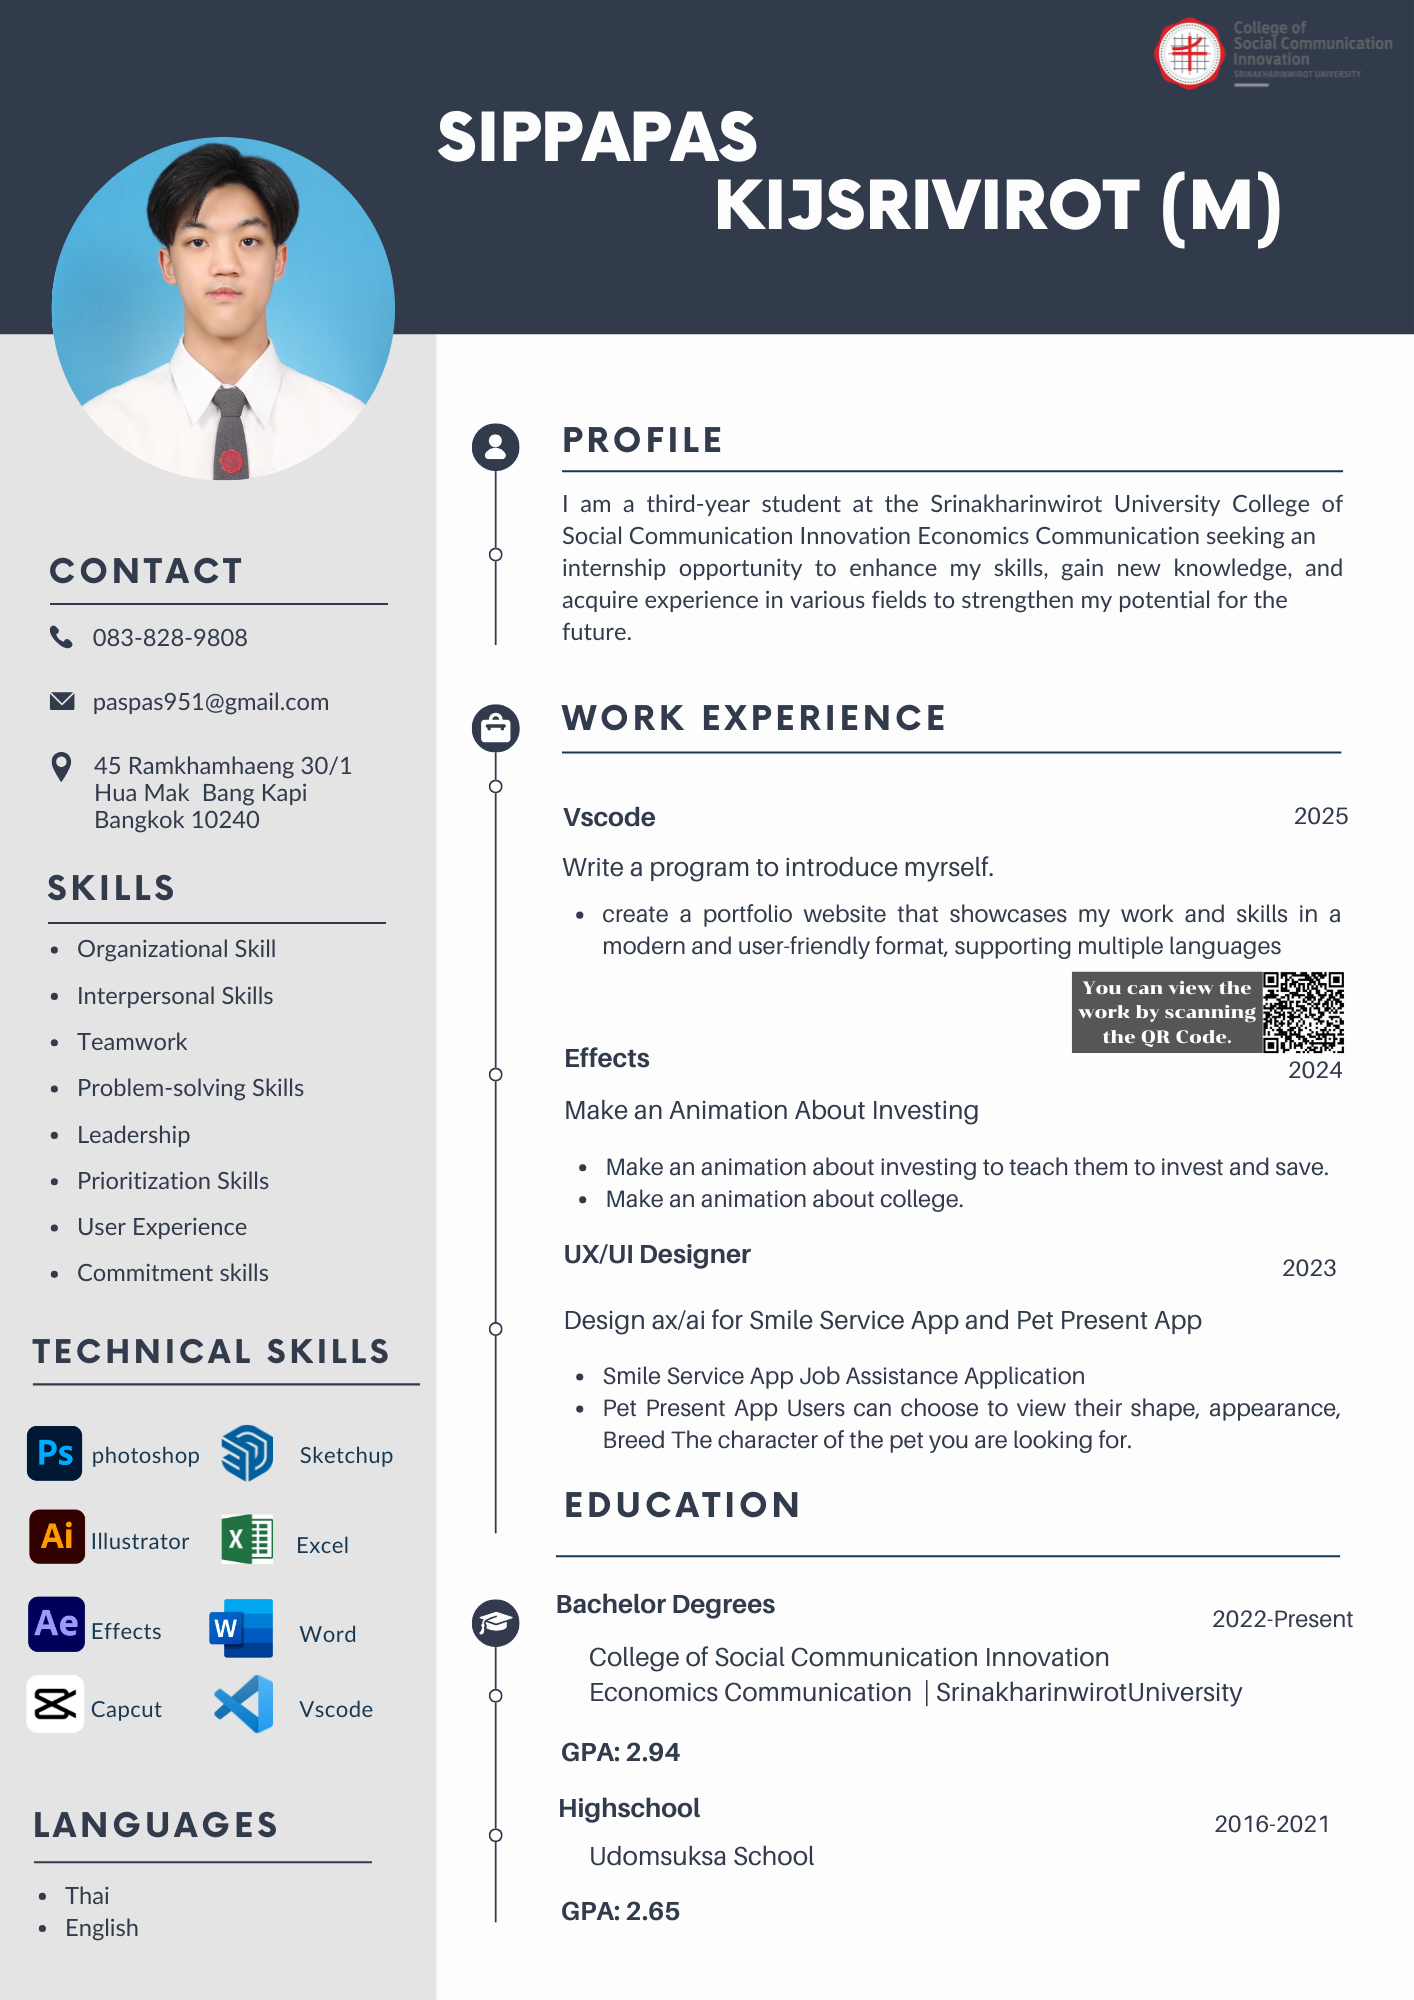 College of
Social Communication
Innovation
SRINAKHARINWIROT UNIVERSITY
SIPPAPAS
KIJSRIVIROT (M)
CONTACT
083-828-9808
paspas951@gmail.com
45 Ramkhamhaeng 30/1
Hua Mak  Bang Kapi
Bangkok 10240
SKILLS
• Organizational Skill
• Interpersonal Skills
• Teamwork
• Problem-solving Skills
• Leadership
• Prioritization Skills
• User Experience
• Commitment skills
TECHNICAL SKILLS
Ps photoshop Sketchup
Ai Illustrator X Excel
Ae Effects W Word
Capcut Vscode
LANGUAGES
• Thai
• English
PROFILE
I am a third-year student at the Srinakharinwirot University College of
Social Communication Innovation Economics Communication seeking an
internship opportunity to enhance my skills, gain new knowledge, and
acquire experience in various fields to strengthen my potential for the
future.
WORK EXPERIENCE
Vscode 2025
Write a program to introduce myrself.
• create a portfolio website that showcases my work and skills in a
modern and user-friendly format, supporting multiple languages
You can view the
work by scanning
the QR Code.
Effects 2024
Make an Animation About Investing
• Make an animation about investing to teach them to invest and save.
• Make an animation about college.
UX/UI Designer 2023
Design ax/ai for Smile Service App and Pet Present App
• Smile Service App Job Assistance Application
• Pet Present App Users can choose to view their shape, appearance,
Breed The character of the pet you are looking for.
EDUCATION
Bachelor Degrees 2022-Present
College of Social Communication Innovation
Economics Communication | SrinakharinwirotUniversity
GPA: 2.94
Highschool 2016-2021
Udomsuksa School
GPA: 2.65